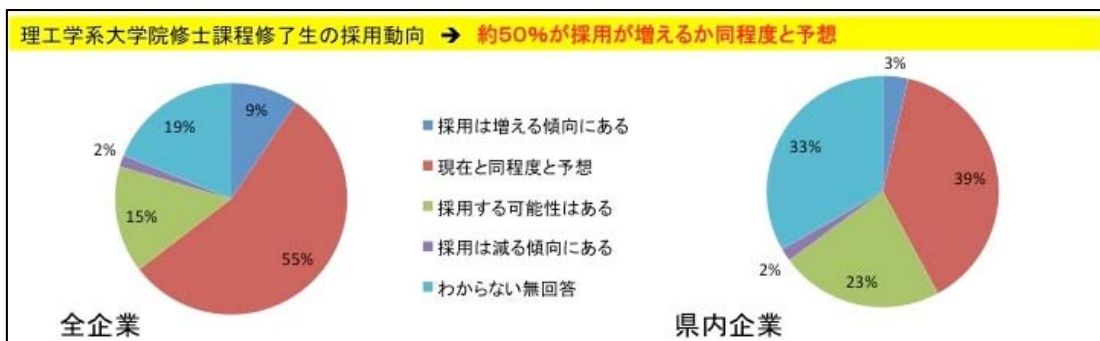 理工学系大学院修士課程修了生の採用動向 → 約50%が採用が増えるか同程度と予想
9%
55%
15%
2%
19%
全企業
採用は増える傾向にある
現在と同程度と予想
採用する可能性はある
採用は減る傾向にある
わからない無回答
3%
39%
23%
2%
33%
県内企業